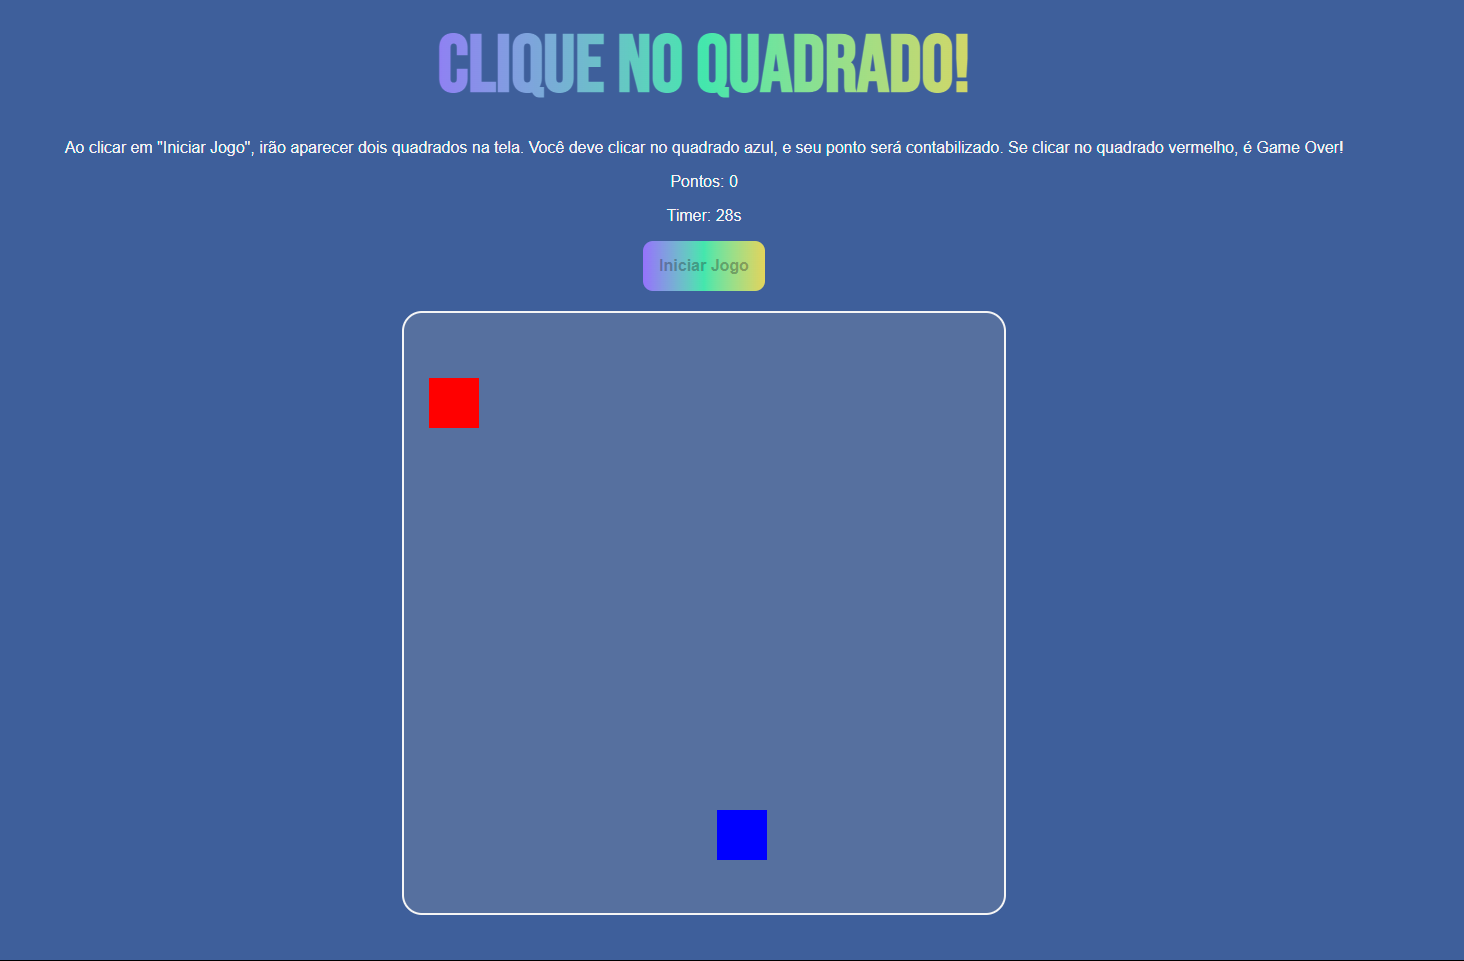 CLIQUE NO QUADRADO!
Ao clicar em "Iniciar Jogo", irão aparecer dois quadrados na tela. Você deve clicar no quadrado azul, e seu ponto será contabilizado. Se clicar no quadrado vermelho, é Game Over!
Pontos: 0
Timer: 28s
Iniciar Jogo